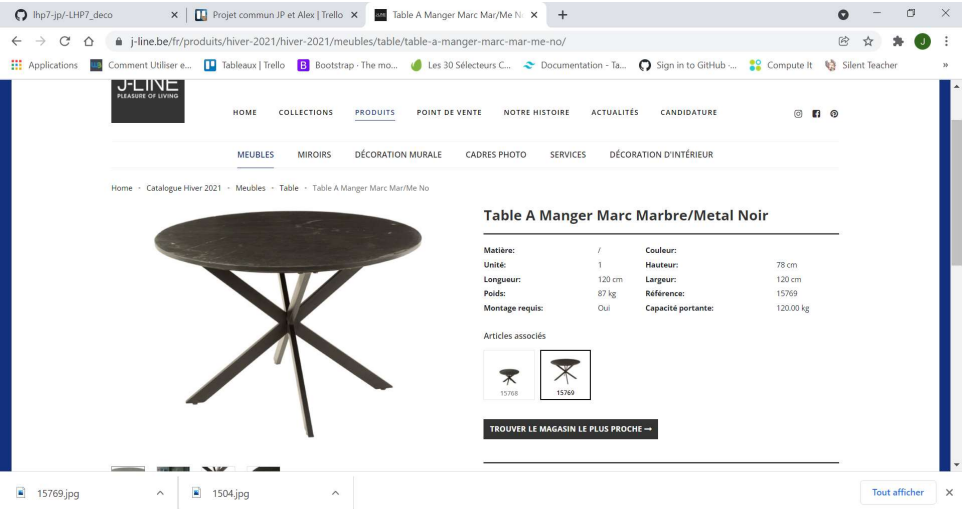 lhp7-jp/-LHP7_deco
Projet commun JP et Alex | Trello
Table A Manger Marc Mar/Me N
j-line.be/fr/produits/hiver-2021/hiver-2021/meubles/table/table-a-manger-marc-mar-me-no/
J
Applications
Comment Utiliser e...
Tableaux | Trello
B Bootstrap · The mo...
Les 30 Sélecteurs C...
Documentation - Ta...
Sign in to GitHub ·...
Compute It
Silent Teacher
»
J-LINE
PLEASURE OF LIVING
HOME COLLECTIONS PRODUITS POINT DE VENTE NOTRE HISTOIRE ACTUALITÉS CANDIDATURE
MEUBLES MIROIRS DÉCORATION MURALE CADRES PHOTO SERVICES DÉCORATION D'INTÉRIEUR
Home - Catalogue Hiver 2021 - Meubles - Table - Table A Manger Marc Mar/Me No
Table A Manger Marc Marbre/Metal Noir
Matière: / Couleur:
Unité: 1 Hauteur: 78 cm
Longueur: 120 cm Largeur: 120 cm
Poids: 87 kg Référence: 15769
Montage requis: Oui Capacité portante: 120.00 kg
Articles associés
15768 15769
TROUVER LE MAGASIN LE PLUS PROCHE →
15769.jpg
1504.jpg
Tout afficher